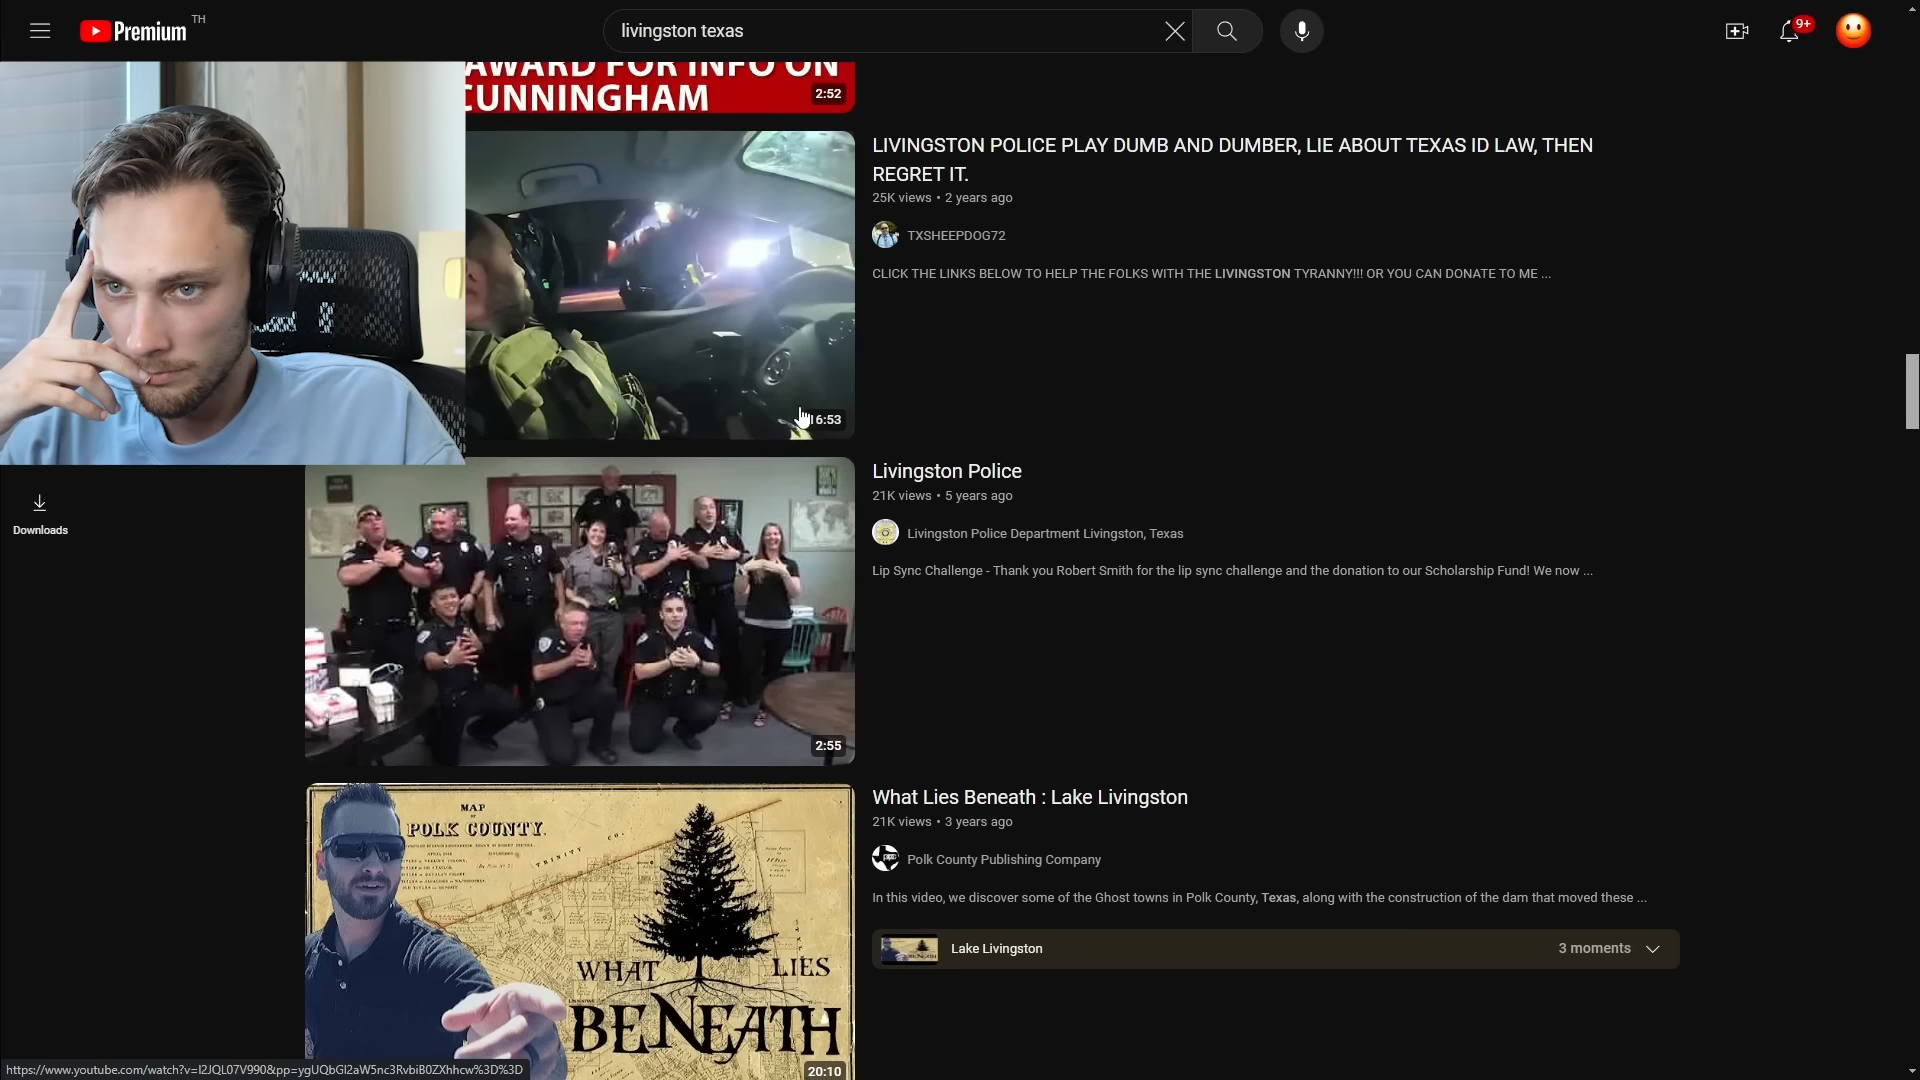 Premium TH
livingston texas
9+
AWARD FOR INFO ON
CUNNINGHAM
2:52
LIVINGSTON POLICE PLAY DUMB AND DUMBER, LIE ABOUT TEXAS ID LAW, THEN
REGRET IT.
25K views • 2 years ago
TXSHEEPDOG72
CLICK THE LINKS BELOW TO HELP THE FOLKS WITH THE LIVINGSTON TYRANNY!!! OR YOU CAN DONATE TO ME ...
16:53
Livingston Police
21K views • 5 years ago
Livingston Police Department Livingston, Texas
Lip Sync Challenge - Thank you Robert Smith for the lip sync challenge and the donation to our Scholarship Fund! We now ...
Downloads
2:55
What Lies Beneath : Lake Livingston
21K views • 3 years ago
Polk County Publishing Company
In this video, we discover some of the Ghost towns in Polk County, Texas, along with the construction of the dam that moved these ...
Lake Livingston
3 moments
MAP
OF
POLK COUNTY.
TRINITY CO.
WHAT LIES
BENEATH
20:10
https://www.youtube.com/watch?v=I2JQL07V990&pp=ygUQbGl2aW5nc3RvbiB0ZXhhcw%3D%3D